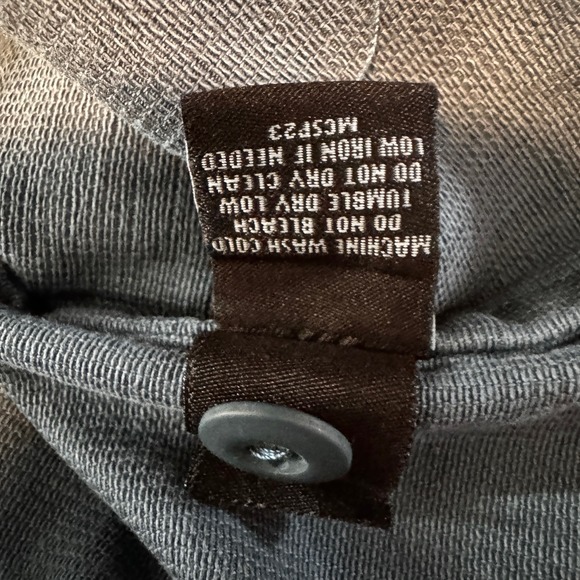 MACHINE WASH COLD
DO NOT BLEACH
TUMBLE DRY LOW
DO NOT DRY CLEAN
LOW IRON IF NEEDED
MCSP23